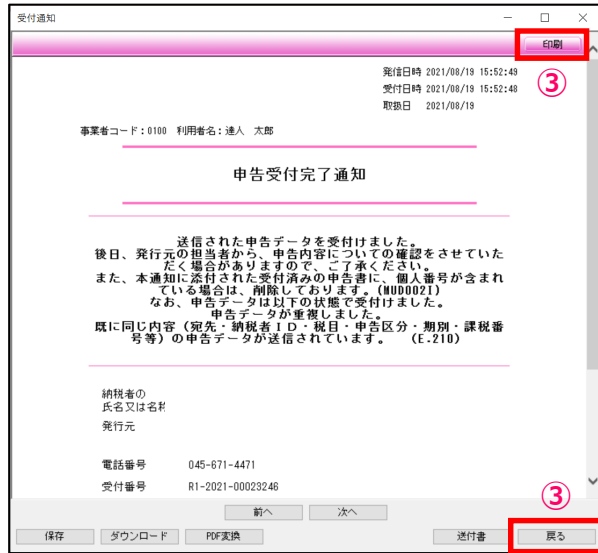 受付通知
印刷
③
発信日時 2021/08/19 15:52:49
受付日時 2021/08/19 15:52:48
取扱日 2021/08/19
事業者コード：0100 利用者名：達人 太郎
申告受付完了通知
送信された申告データを受付けました。
後日、発行元の担当者から、申告内容についての確認をさせていた
だく場合がありますので、ご了承ください。
また、本通知に添付された受付済みの申告書に、個人番号が含まれ
ている場合は、削除しております。(MUD002I)
なお、申告データは以下の状態で受付けました。
申告データが重複しました。
既に同じ内容（宛先・納税者ＩＤ・税目・申告区分・期別・課税番
号等）の申告データが送信されています。 (E-210)
納税者の
氏名又は名称
発行元
電話番号 045-671-4471
受付番号 R1-2021-00023246
③
前へ 次へ
保存 ダウンロード PDF変換 送付書 戻る